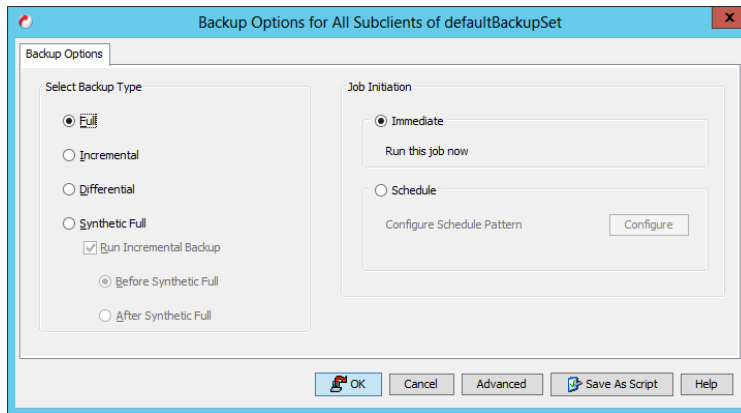 Backup Options for All Subclients of defaultBackupSet
x
Backup Options
Select Backup Type
Full
Incremental
Differential
Synthetic Full
Run Incremental Backup
Before Synthetic Full
After Synthetic Full
Job Initiation
Immediate
Run this job now
Schedule
Configure Schedule Pattern
Configure
OK
Cancel
Advanced
Save As Script
Help